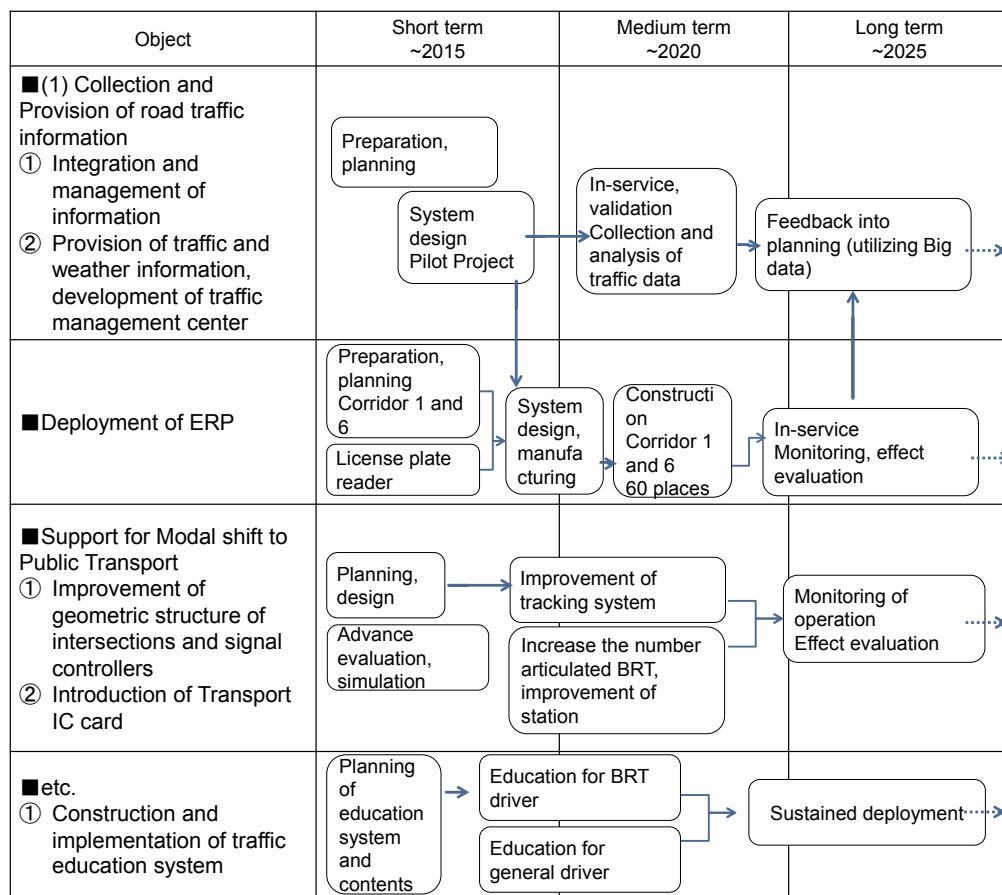 Object
Short term
~2015
Medium term
~2020
Long term
~2025
■(1) Collection and
Provision of road traffic
information
① Integration and
management of
information
② Provision of traffic and
weather information,
development of traffic
management center
Preparation,
planning
System
design
Pilot Project
In-service,
validation
Collection and
analysis of
traffic data
Feedback into
planning (utilizing Big
data)
■Deployment of ERP
Preparation,
planning
Corridor 1 and
6
License plate
reader
System
design,
manufa
cturing
Constructi
on
Corridor 1
and 6
60 places
In-service
Monitoring, effect
evaluation
■Support for Modal shift to
Public Transport
① Improvement of
geometric structure of
intersections and signal
controllers
② Introduction of Transport
IC card
Planning,
design
Advance
evaluation,
simulation
Improvement of
tracking system
Increase the number
articulated BRT,
improvement of
station
Monitoring of
operation
Effect evaluation
■etc.
① Construction and
implementation of traffic
education system
Planning
of
education
system
and
contents
Education for BRT
driver
Education for
general driver
Sustained deployment